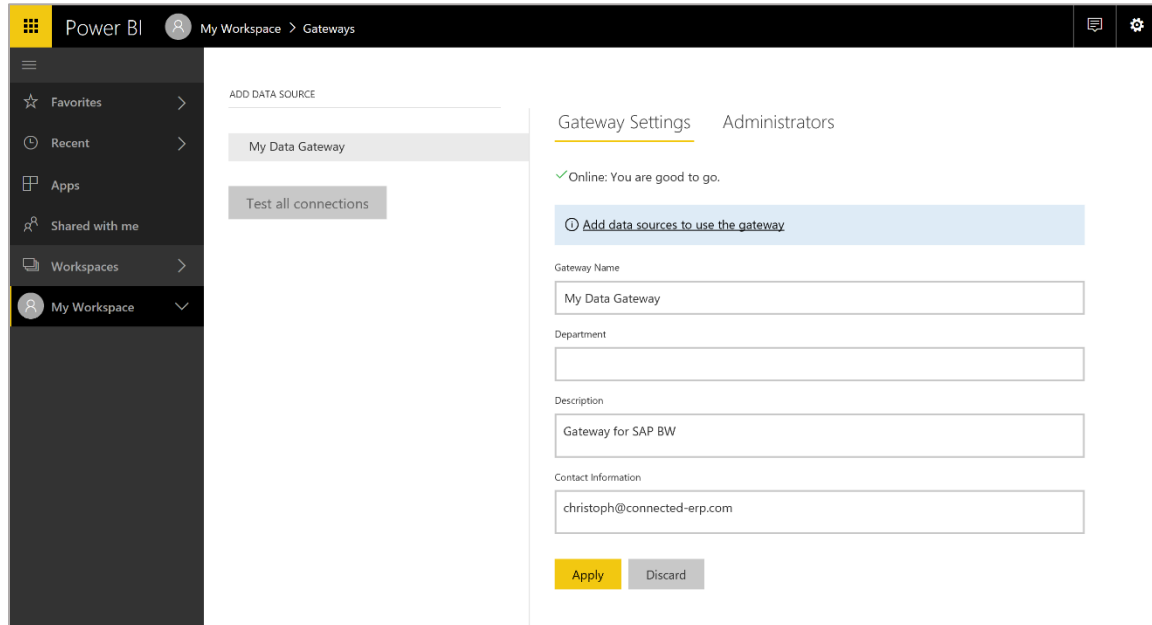 Power BI My Workspace > Gateways
Favorites
Recent
Apps
Shared with me
Workspaces
My Workspace
ADD DATA SOURCE
My Data Gateway
Test all connections
Gateway Settings Administrators
Online: You are good to go.
Add data sources to use the gateway
Gateway Name
My Data Gateway
Department
Description
Gateway for SAP BW
Contact Information
christoph@connected-erp.com
Apply Discard